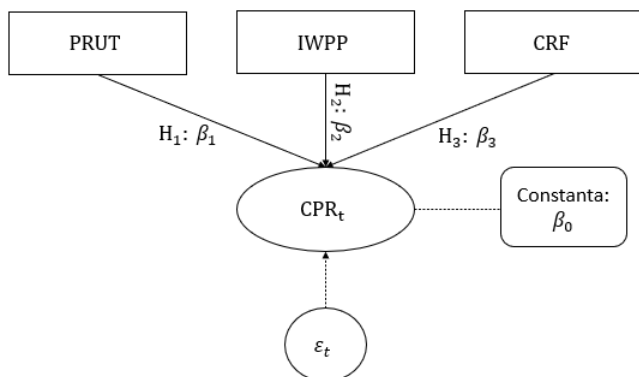 PRUT
IWPP
CRF
H₁: β₁
H₂: β₂
H₃: β₃
CPRₜ
Constanta:
β₀
εₜ